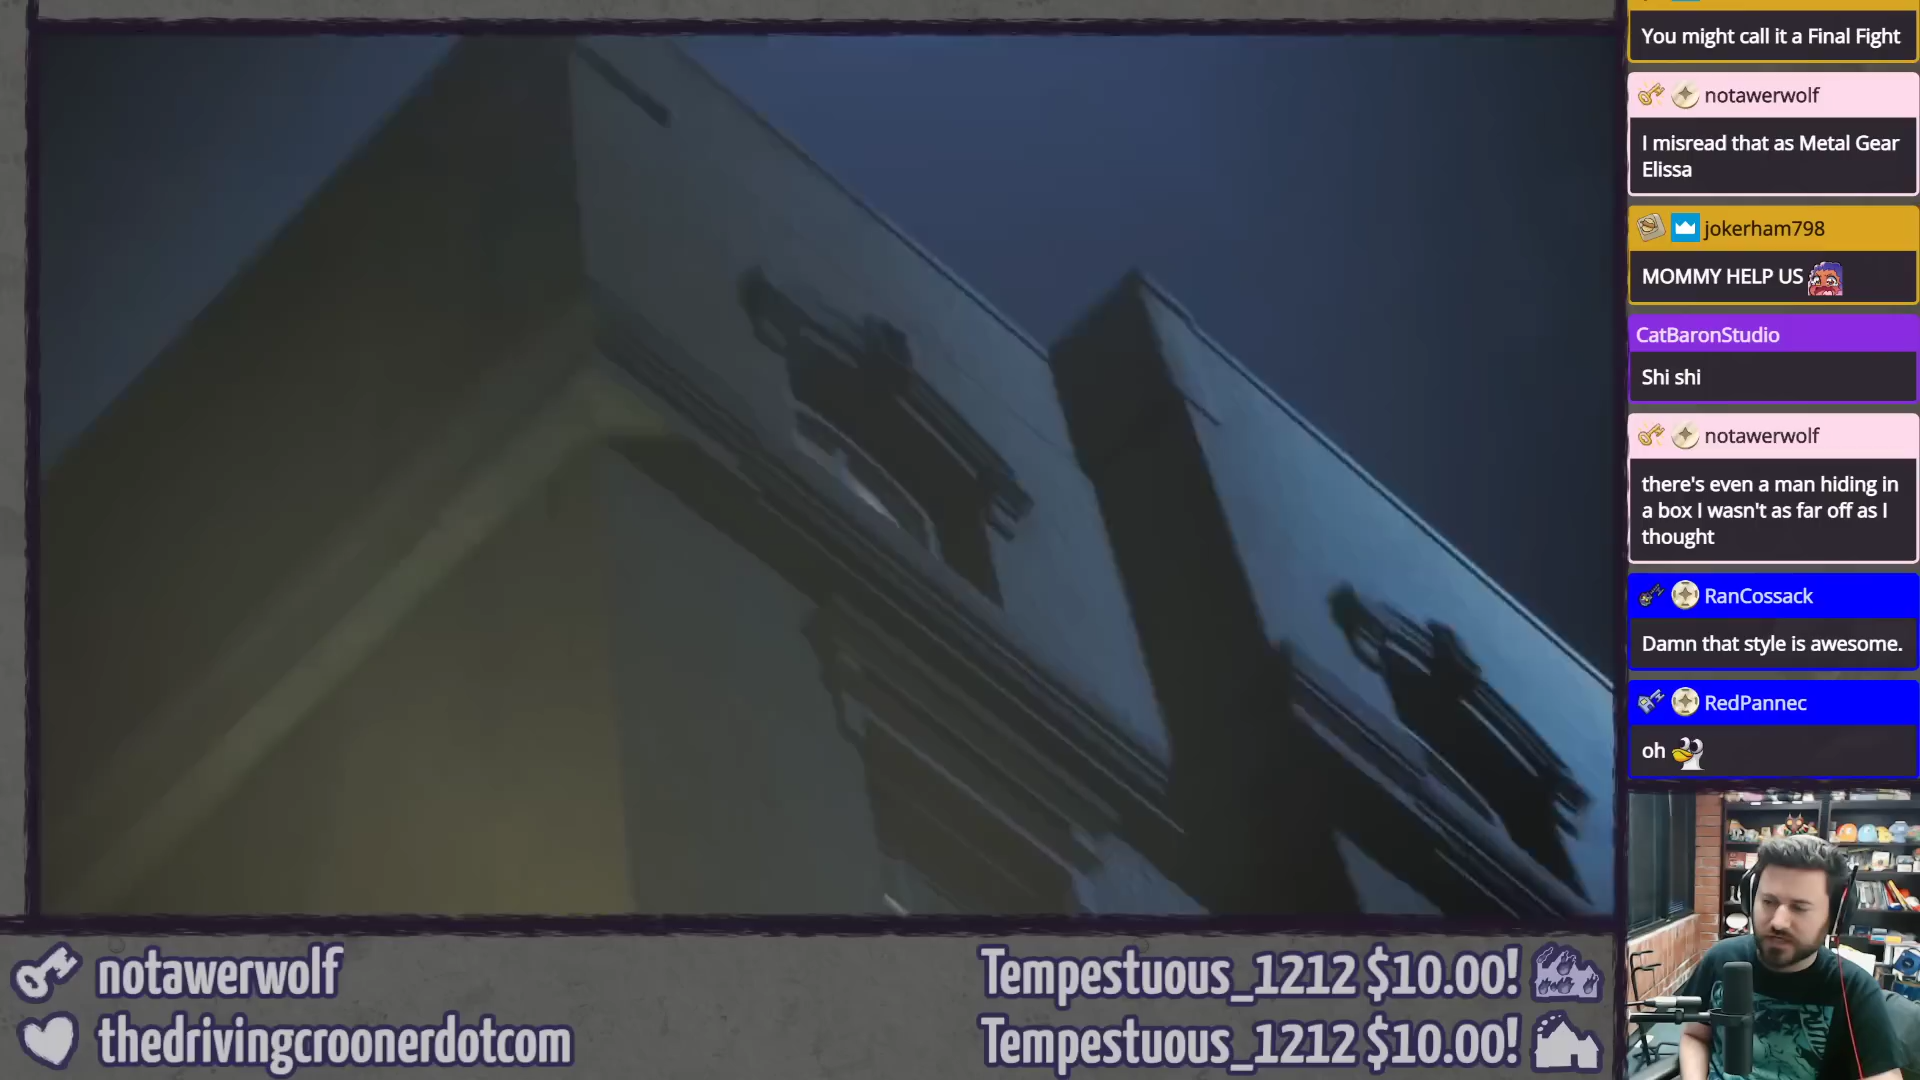 You might call it a Final Fight
notawerwolf
I misread that as Metal Gear
Elissa
jokerham798
MOMMY HELP US
CatBaronStudio
Shi shi
notawerwolf
there's even a man hiding in
a box I wasn't as far off as I
thought
RanCossack
Damn that style is awesome.
RedPannec
oh
notawerwolf
thedrivingcroonerdotcom
Tempestuous_1212 $10.00!
Tempestuous_1212 $10.00!